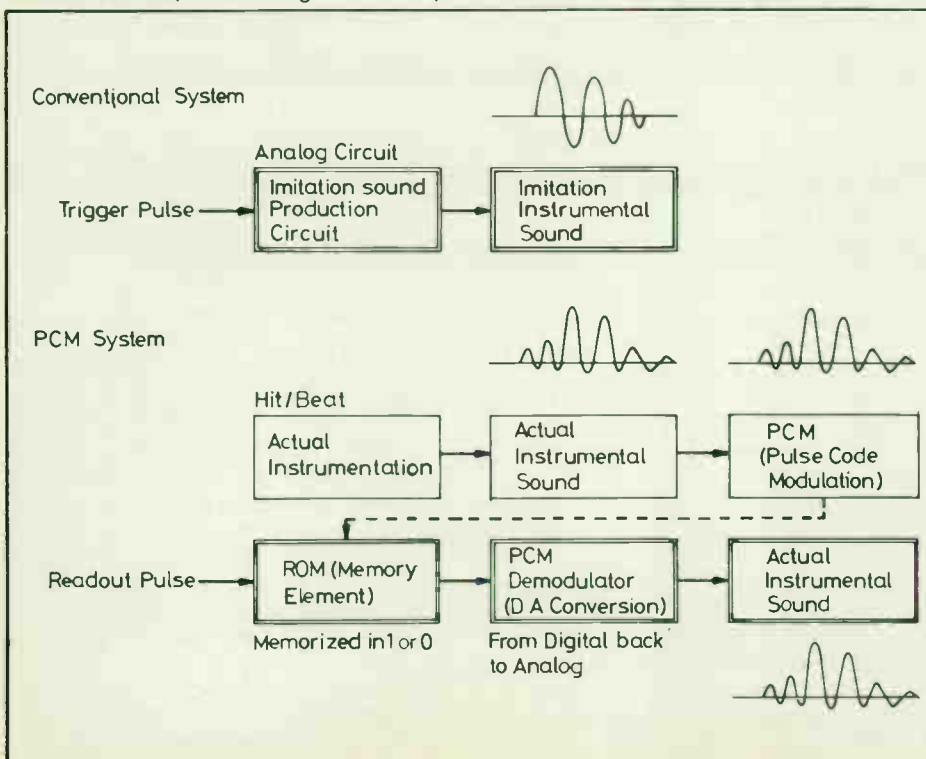 Conventional System
Analog Circuit
Trigger Pulse
Imitation sound
Production
Circuit
Imitation
Instrumental
Sound
PCM System
Hit/Beat
Actual
Instrumentation
Actual
Instrumental
Sound
PCM
(Pulse Code
Modulation)
Readout Pulse
ROM (Memory
Element)
PCM
Demodulator
(D A Conversion)
Actual
Instrumental
Sound
Memorized in 1 or 0
From Digital back
to Analog